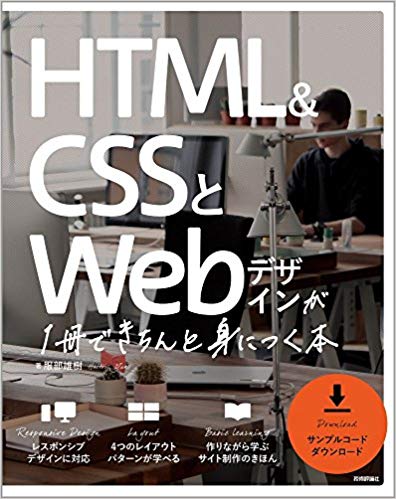 HTML&
CSSと
Webデザ
インが
1冊できちんと身につく本
著 服部雄樹
Responsive Design
レスポンシブ
デザインに対応
Layout
4つのレイアウト
パターンが学べる
Basic learning
作りながら学ぶ
サイト制作のきほん
Download
サンプルコード
ダウンロード
技術評論社